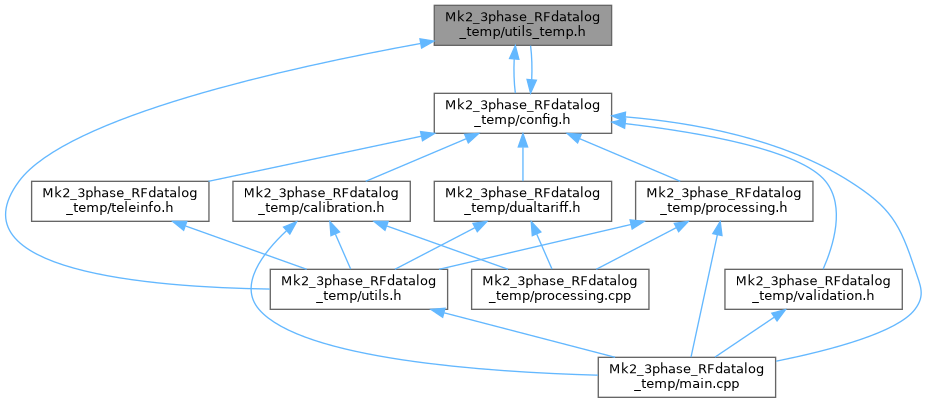 Mk2_3phase_RFdatalog
_temp/utils_temp.h
Mk2_3phase_RFdatalog
_temp/config.h
Mk2_3phase_RFdatalog
_temp/teleinfo.h
Mk2_3phase_RFdatalog
_temp/calibration.h
Mk2_3phase_RFdatalog
_temp/dualtariff.h
Mk2_3phase_RFdatalog
_temp/processing.h
Mk2_3phase_RFdatalog
_temp/utils.h
Mk2_3phase_RFdatalog
_temp/processing.cpp
Mk2_3phase_RFdatalog
_temp/validation.h
Mk2_3phase_RFdatalog
_temp/main.cpp